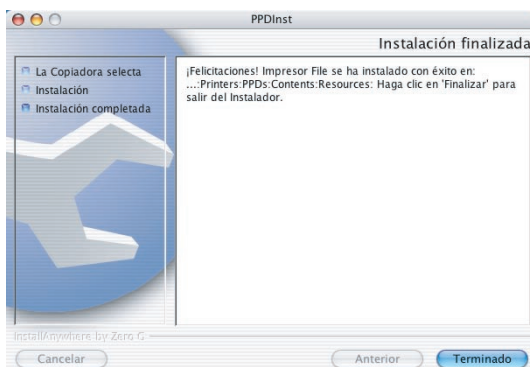 PPDInst
Instalación finalizada
La Copiadora selecta
Instalación
Instalación completada
¡Felicitaciones! Impresor File se ha instalado con éxito en:
...:Printers:PPDs:Contents:Resources: Haga clic en 'Finalizar' para
salir del Instalador.
InstallAnywhere by Zero G
Cancelar
Anterior
Terminado